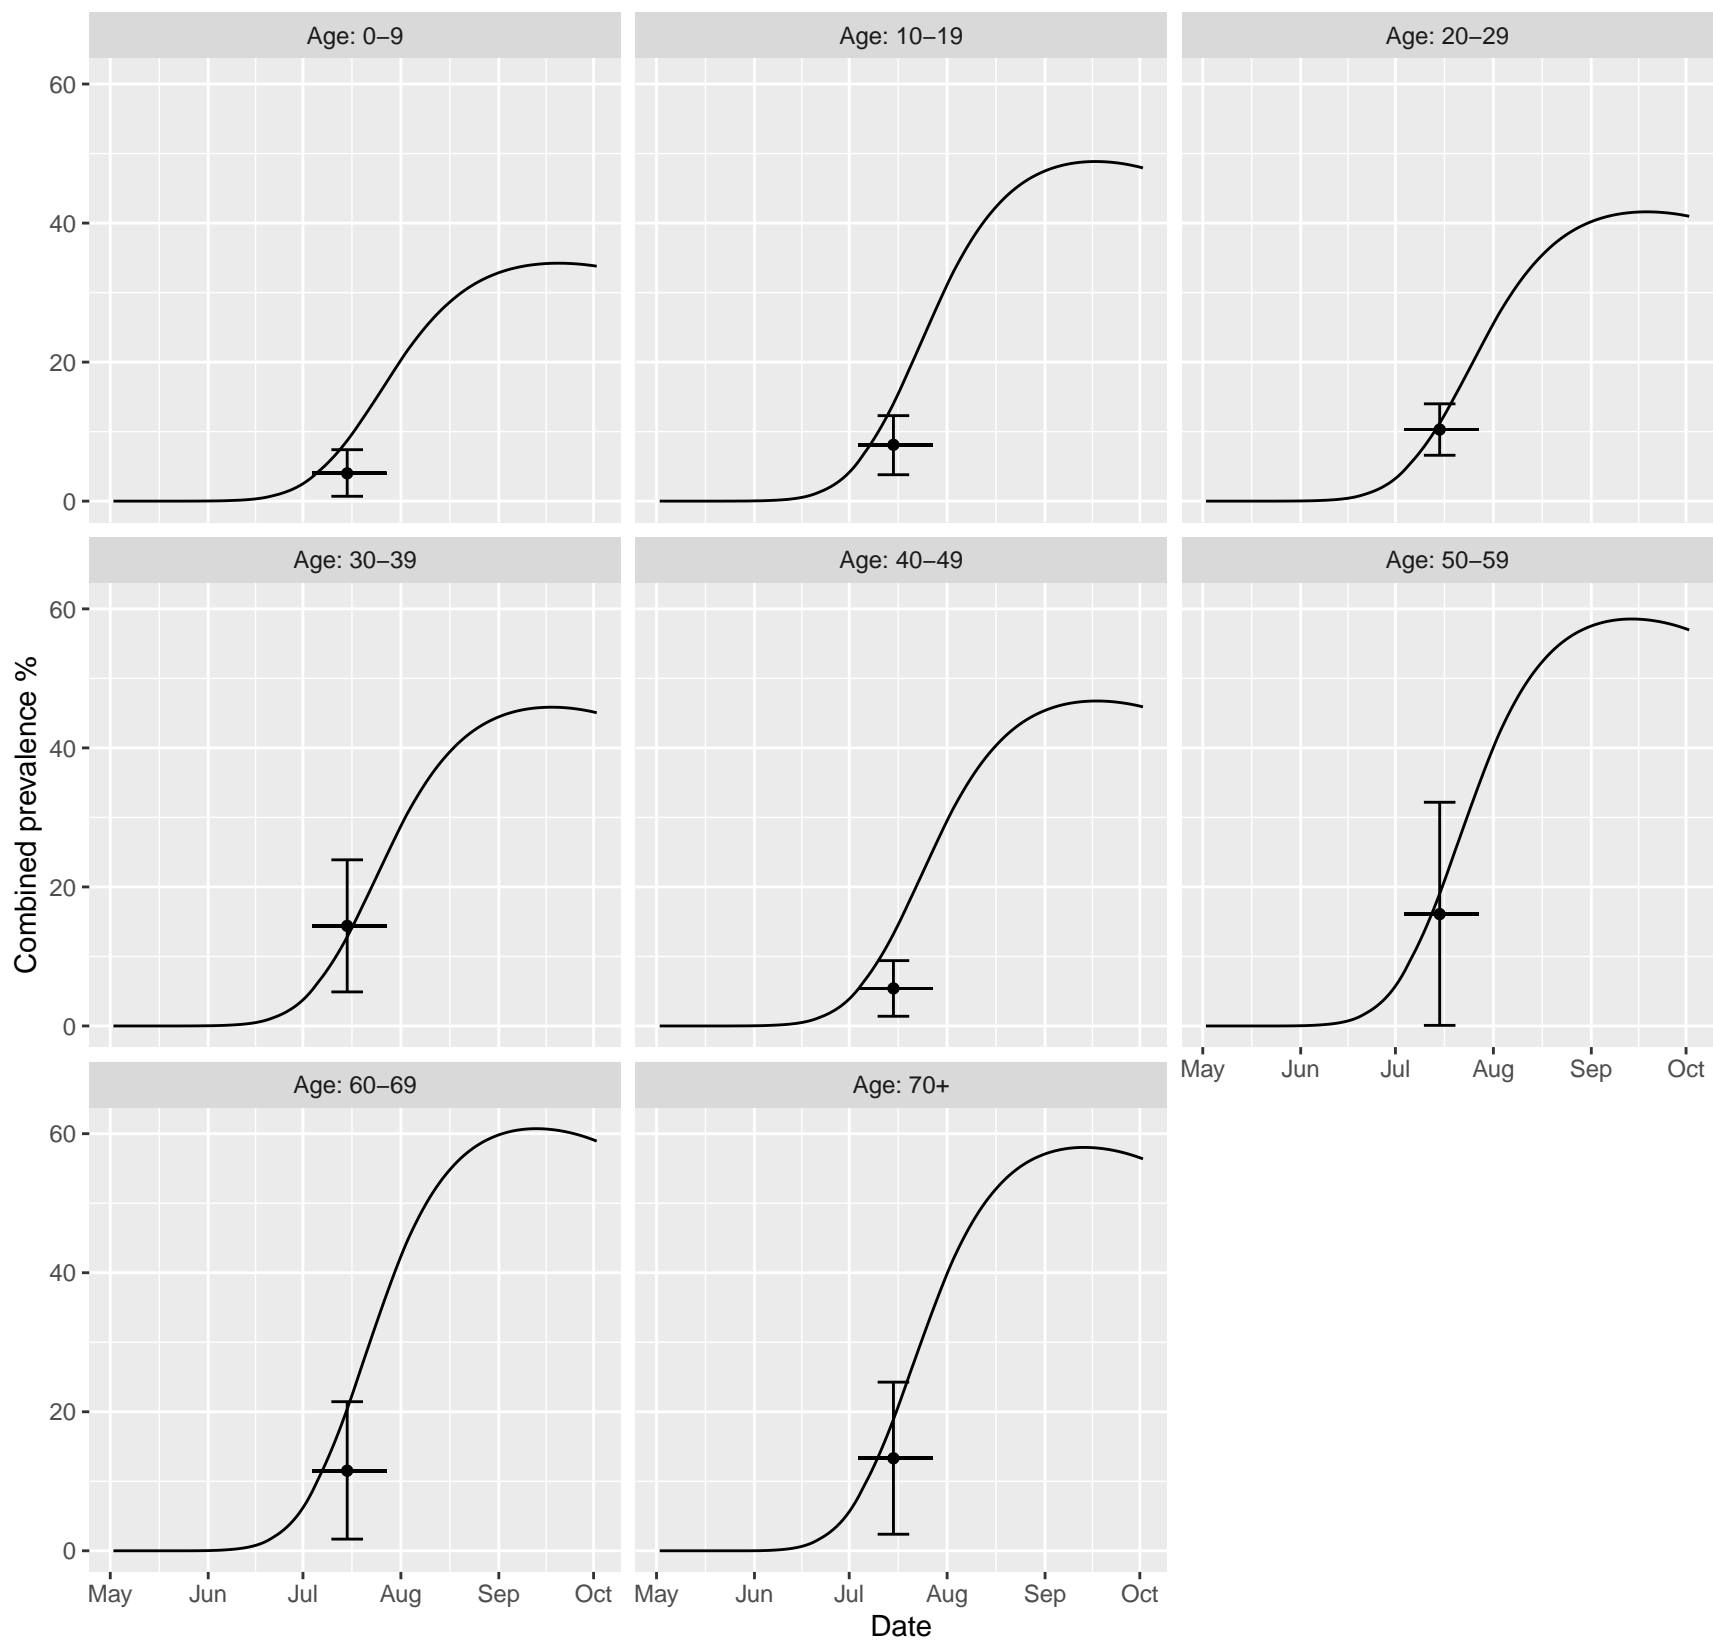 Age: 0–9
Age: 10–19
Age: 20–29
60
40
20
0
Age: 30–39
Age: 40–49
Age: 50–59
60
40
20
0
Combined prevalence %
May Jun Jul Aug Sep Oct
Age: 60–69
Age: 70+
60
40
20
0
May Jun Jul Aug Sep Oct
May Jun Jul Aug Sep Oct
Date